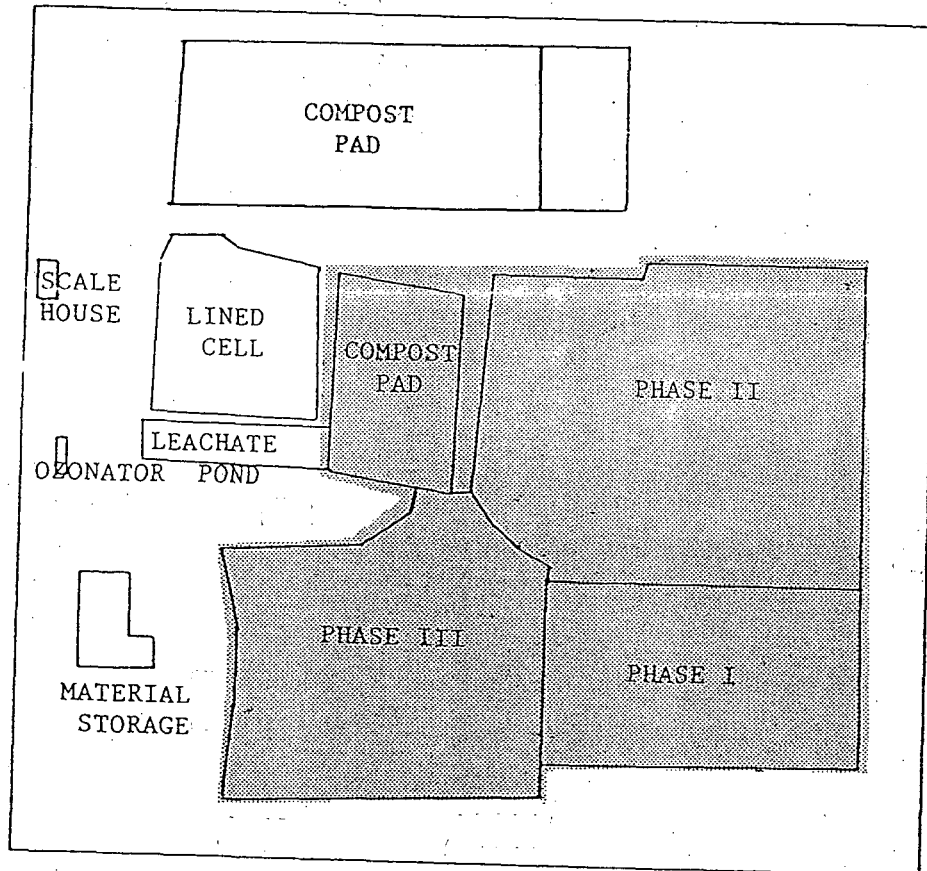 COMPOST
PAD
SCALE
HOUSE
LINED
CELL
COMPOST
PAD
PHASE II
LEACHATE
POND
OZONATOR
PHASE III
PHASE I
MATERIAL
STORAGE